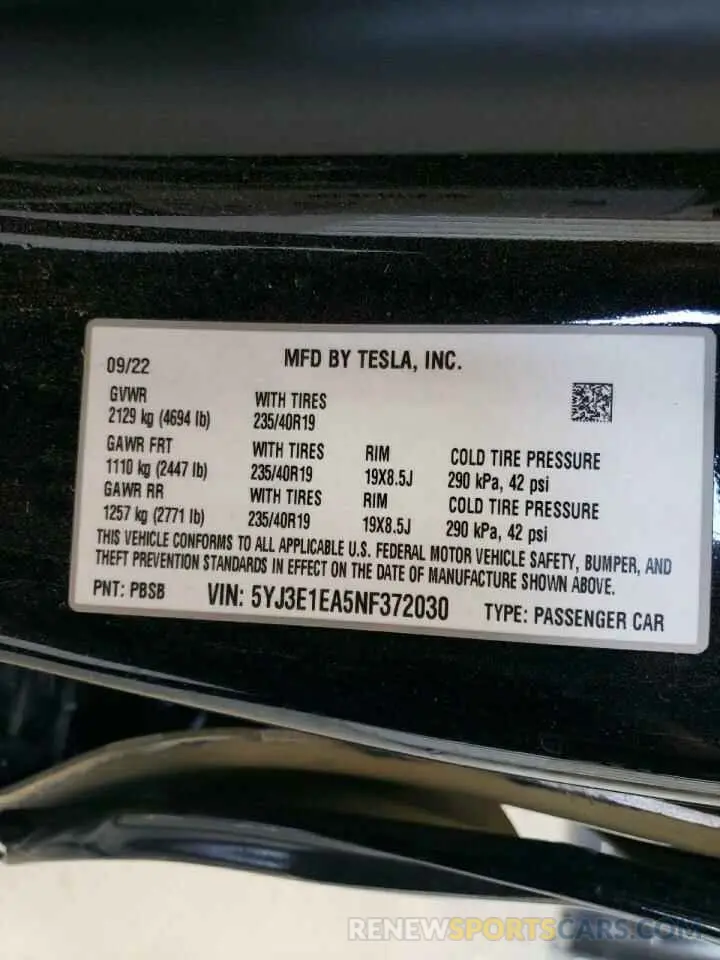 09/22
MFD BY TESLA, INC.
GVWR
2129 kg (4694 lb)
WITH TIRES
235/40R19
GAWR FRT
1110 kg (2447 lb)
WITH TIRES
235/40R19
RIM
19X8.5J
COLD TIRE PRESSURE
290 kPa, 42 psi
GAWR RR
1257 kg (2771 lb)
WITH TIRES
235/40R19
RIM
19X8.5J
COLD TIRE PRESSURE
290 kPa, 42 psi
THIS VEHICLE CONFORMS TO ALL APPLICABLE U.S. FEDERAL MOTOR VEHICLE SAFETY, BUMPER, AND
THEFT PREVENTION STANDARDS IN EFFECT ON THE DATE OF MANUFACTURE SHOWN ABOVE.
PNT: PBSB
VIN: 5YJ3E1EA5NF372030
TYPE: PASSENGER CAR
RENEWSPORTSCARS.COM